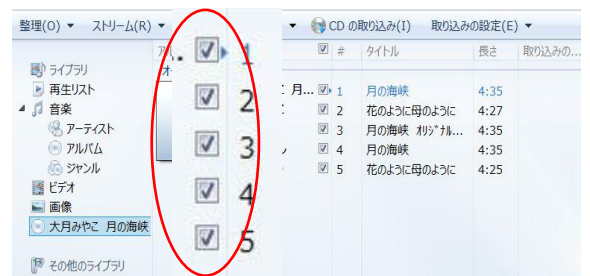 整理(O) ▼ ストリーム(R) ▼ CD の取り込み(I) 取り込みの設定(E) ▼
# タイトル 長さ 取り込みの...
ライブラリ
再生リスト
音楽
アーティスト
アルバム
ジャンル
ビデオ
画像
大月みやこ 月の海峡
その他のライブラリ
1
2
3
4
5
月...
1 月の海峡 4:35
2 花のように母のように 4:27
3 月の海峡 オリジナル... 4:35
4 月の海峡 4:35
5 花のように母のように 4:25